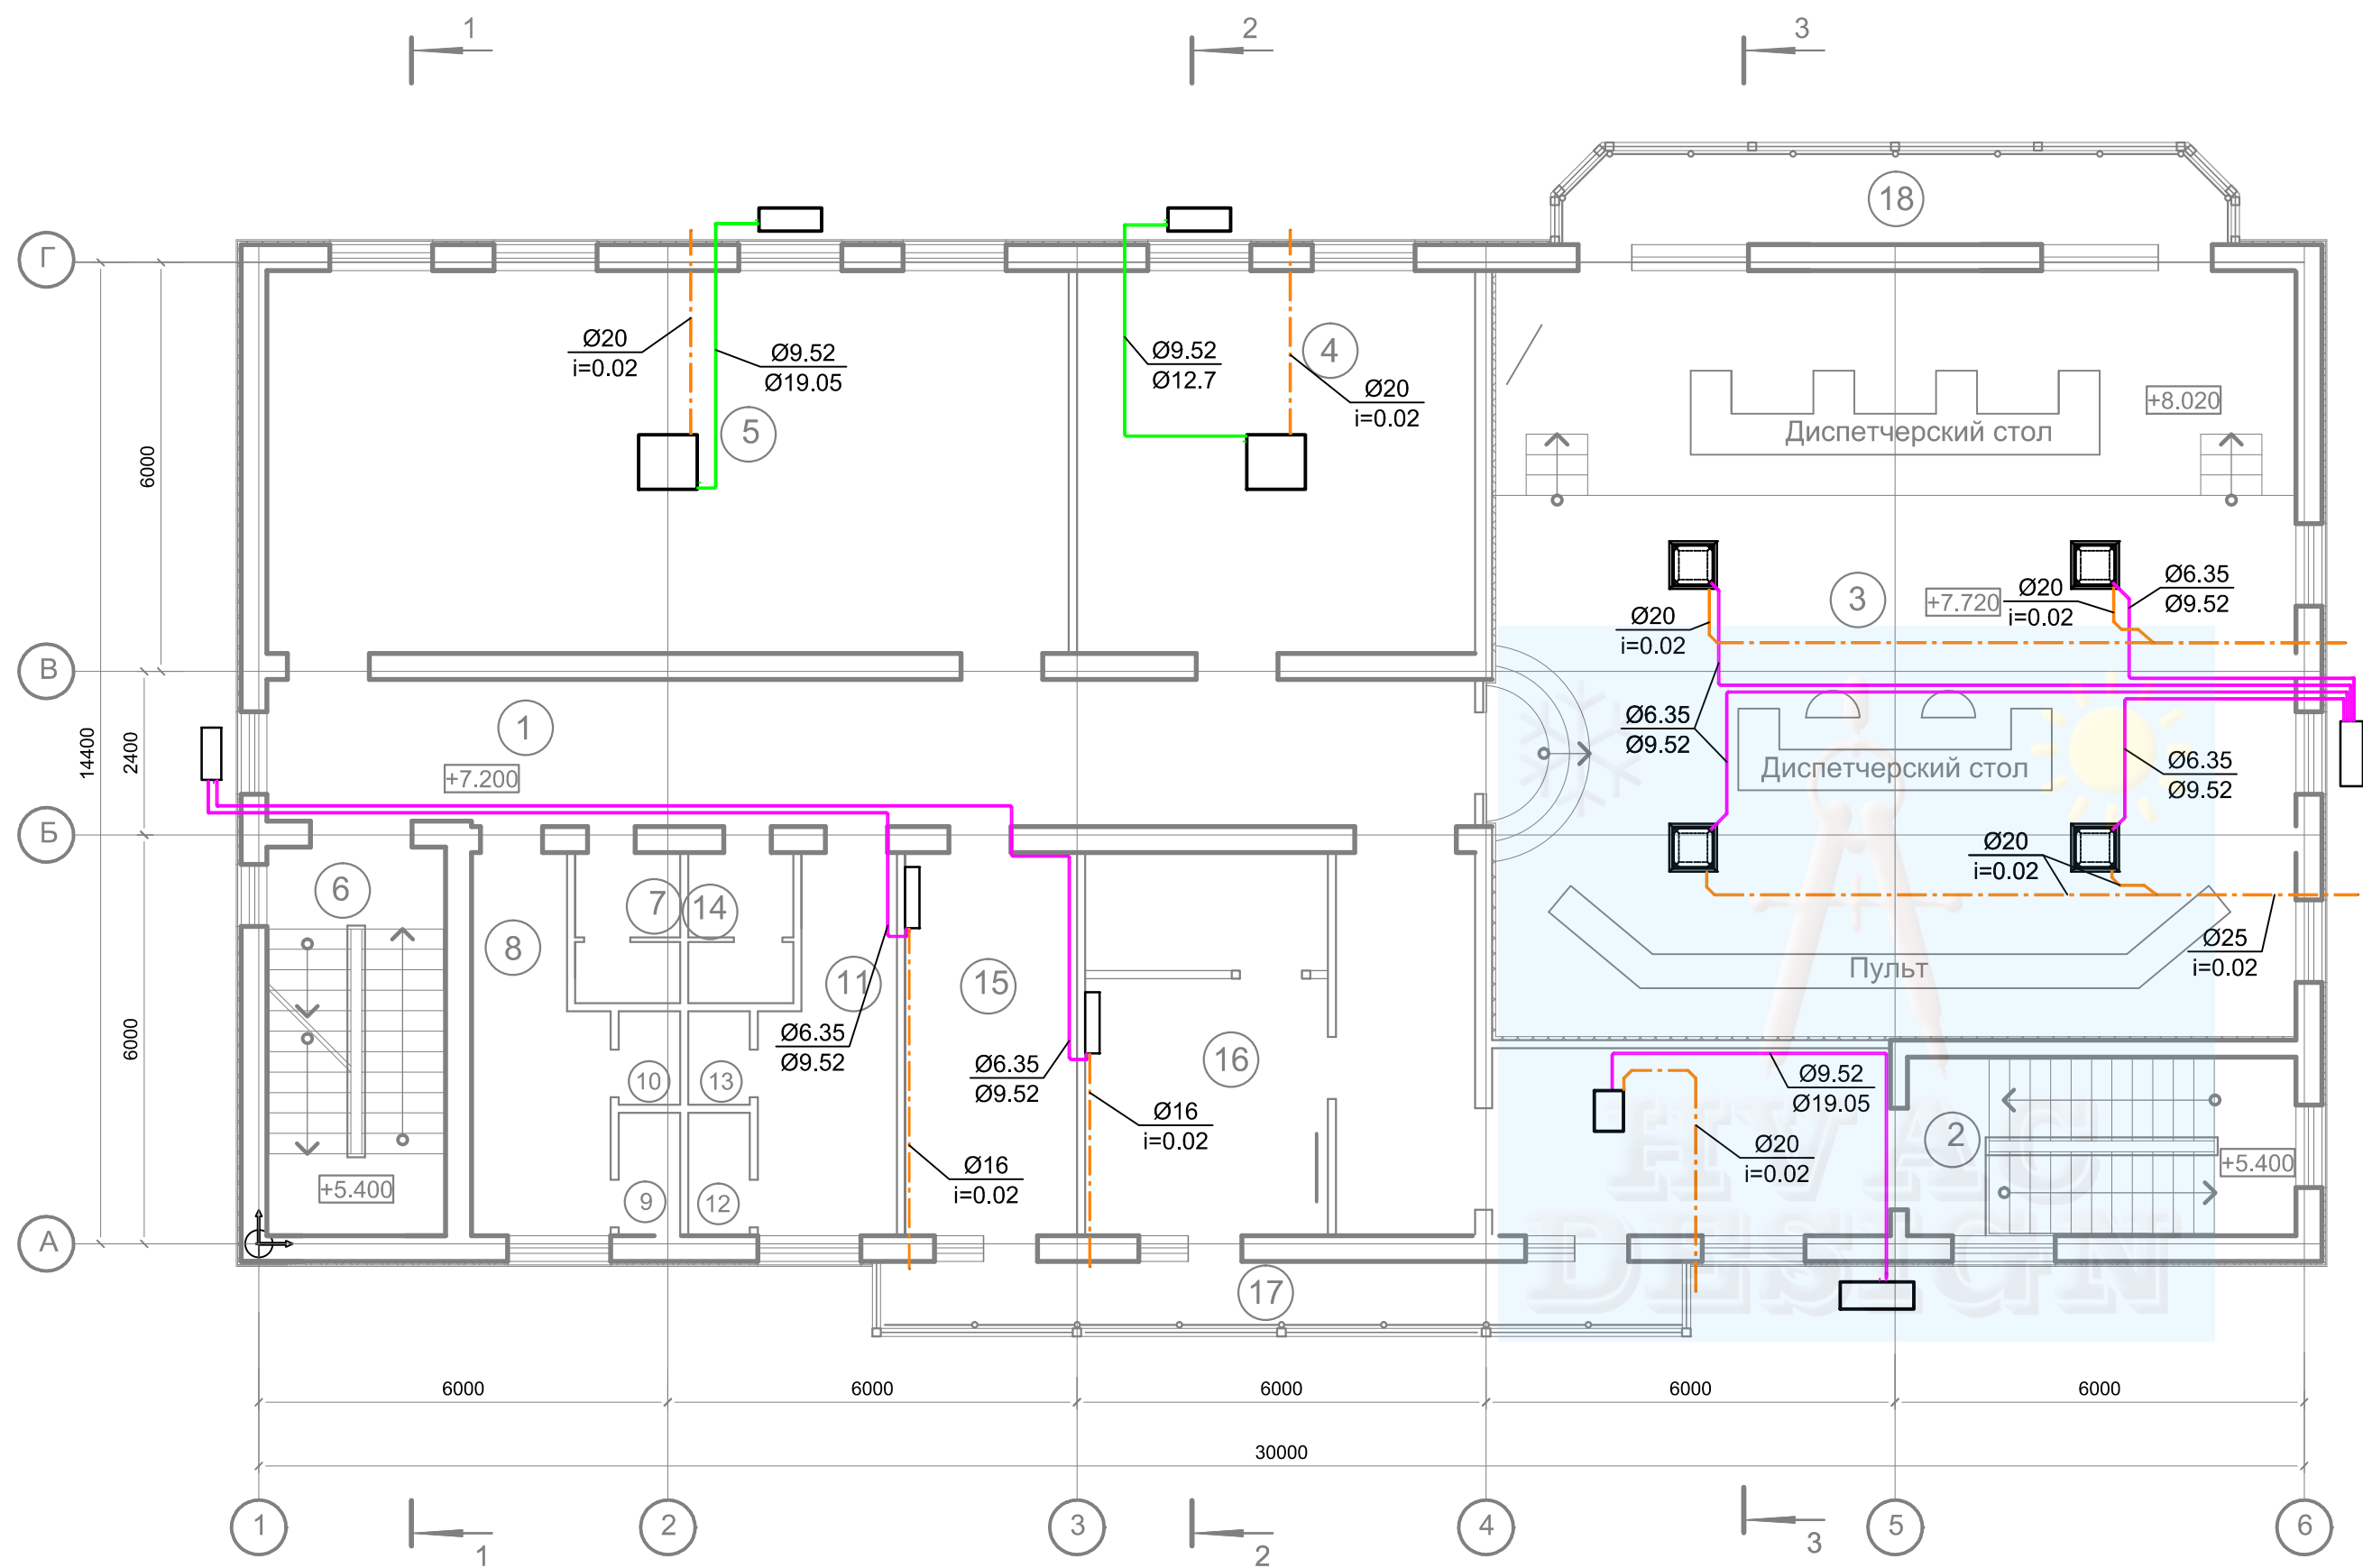 1
2
3
18
Г
Ø20
i=0.02
Ø9.52
Ø19.05
Ø9.52
Ø12.7
4
Ø20
i=0.02
+8.020
5
Диспетчерский стол
6000
3
+7.720
Ø20
i=0.02
Ø6.35
Ø9.52
Ø20
i=0.02
В
1
14400
2400
+7.200
Ø6.35
Ø9.52
Диспетчерский стол
Ø6.35
Ø9.52
Б
6
7
14
8
11
15
Ø20
i=0.02
Ø25
i=0.02
Пульт
6000
Ø6.35
Ø9.52
Ø6.35
Ø9.52
16
10
13
Ø9.52
Ø19.05
Ø16
i=0.02
Ø20
i=0.02
2
+5.400
+5.400
Ø16
i=0.02
9
12
HVAC
DESIGN
А
17
6000
6000
6000
6000
6000
30000
1
2
3
4
5
6
1
2
3